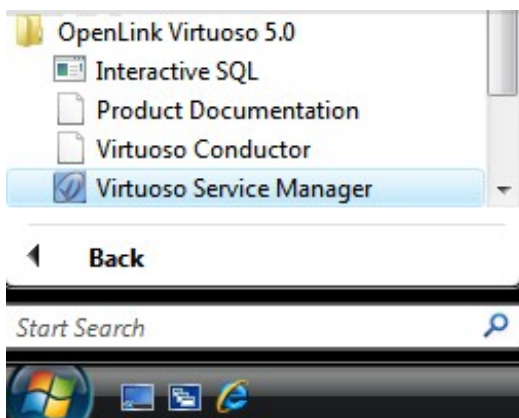 OpenLink Virtuoso 5.0
Interactive SQL
Product Documentation
Virtuoso Conductor
Virtuoso Service Manager
Back
Start Search